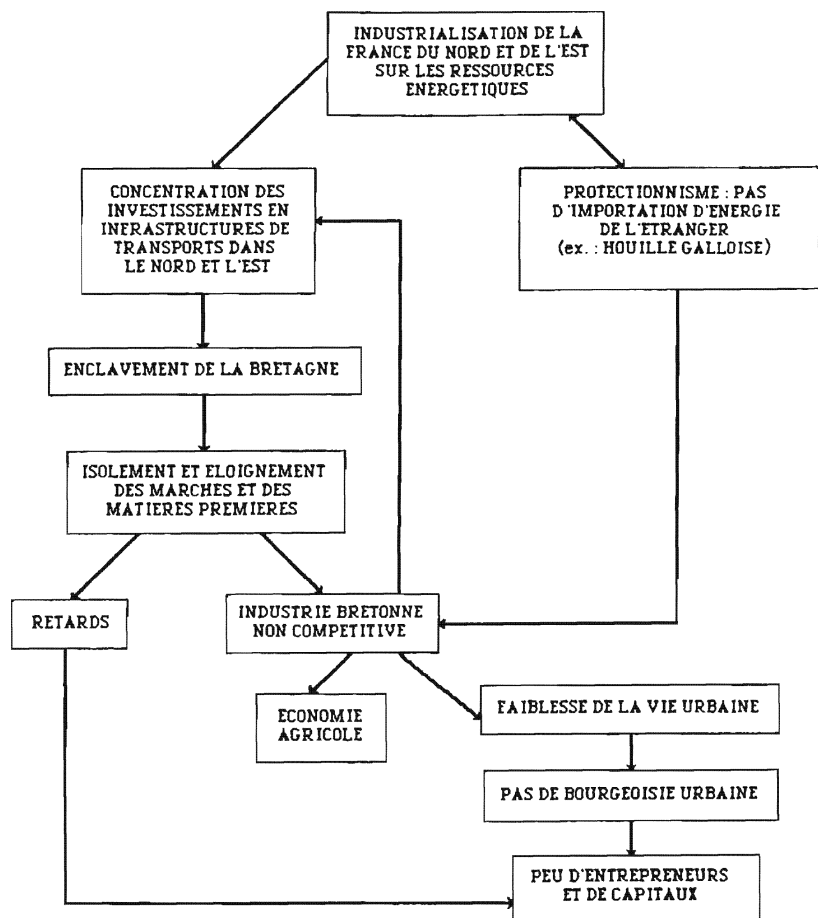 INDUSTRIALISATION DE LA
FRANCE DU NORD ET DE L'EST
SUR LES RESSOURCES
ENERGETIQUES
CONCENTRATION DES
INVESTISSEMENTS EN
INFRASTRUCTURES DE
TRANSPORTS DANS
LE NORD ET L'EST
PROTECTIONNISME : PAS
D'IMPORTATION D'ENERGIE
DE L'ETRANGER
(ex. : HOUILLE GALLOISE)
ENCLAVEMENT DE LA BRETAGNE
ISOLEMENT ET ELOIGNEMENT
DES MARCHES ET DES
MATIERES PREMIERES
RETARDS
INDUSTRIE BRETONNE
NON COMPETITIVE
ECONOMIE
AGRICOLE
FAIBLESSE DE LA VIE URBAINE
PAS DE BOURGEOISIE URBAINE
PEU D'ENTREPRENEURS
ET DE CAPITAUX